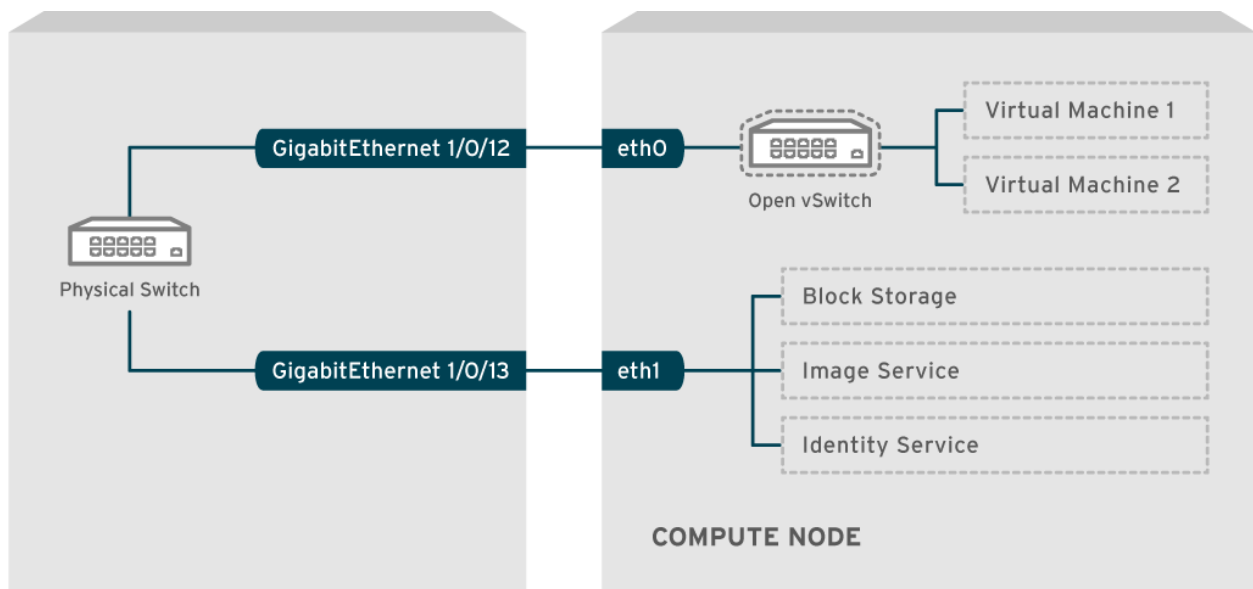 GigabitEthernet 1/0/12
eth0
Open vSwitch
Virtual Machine 1
Virtual Machine 2
Physical Switch
Block Storage
GigabitEthernet 1/0/13
eth1
Image Service
Identity Service
COMPUTE NODE